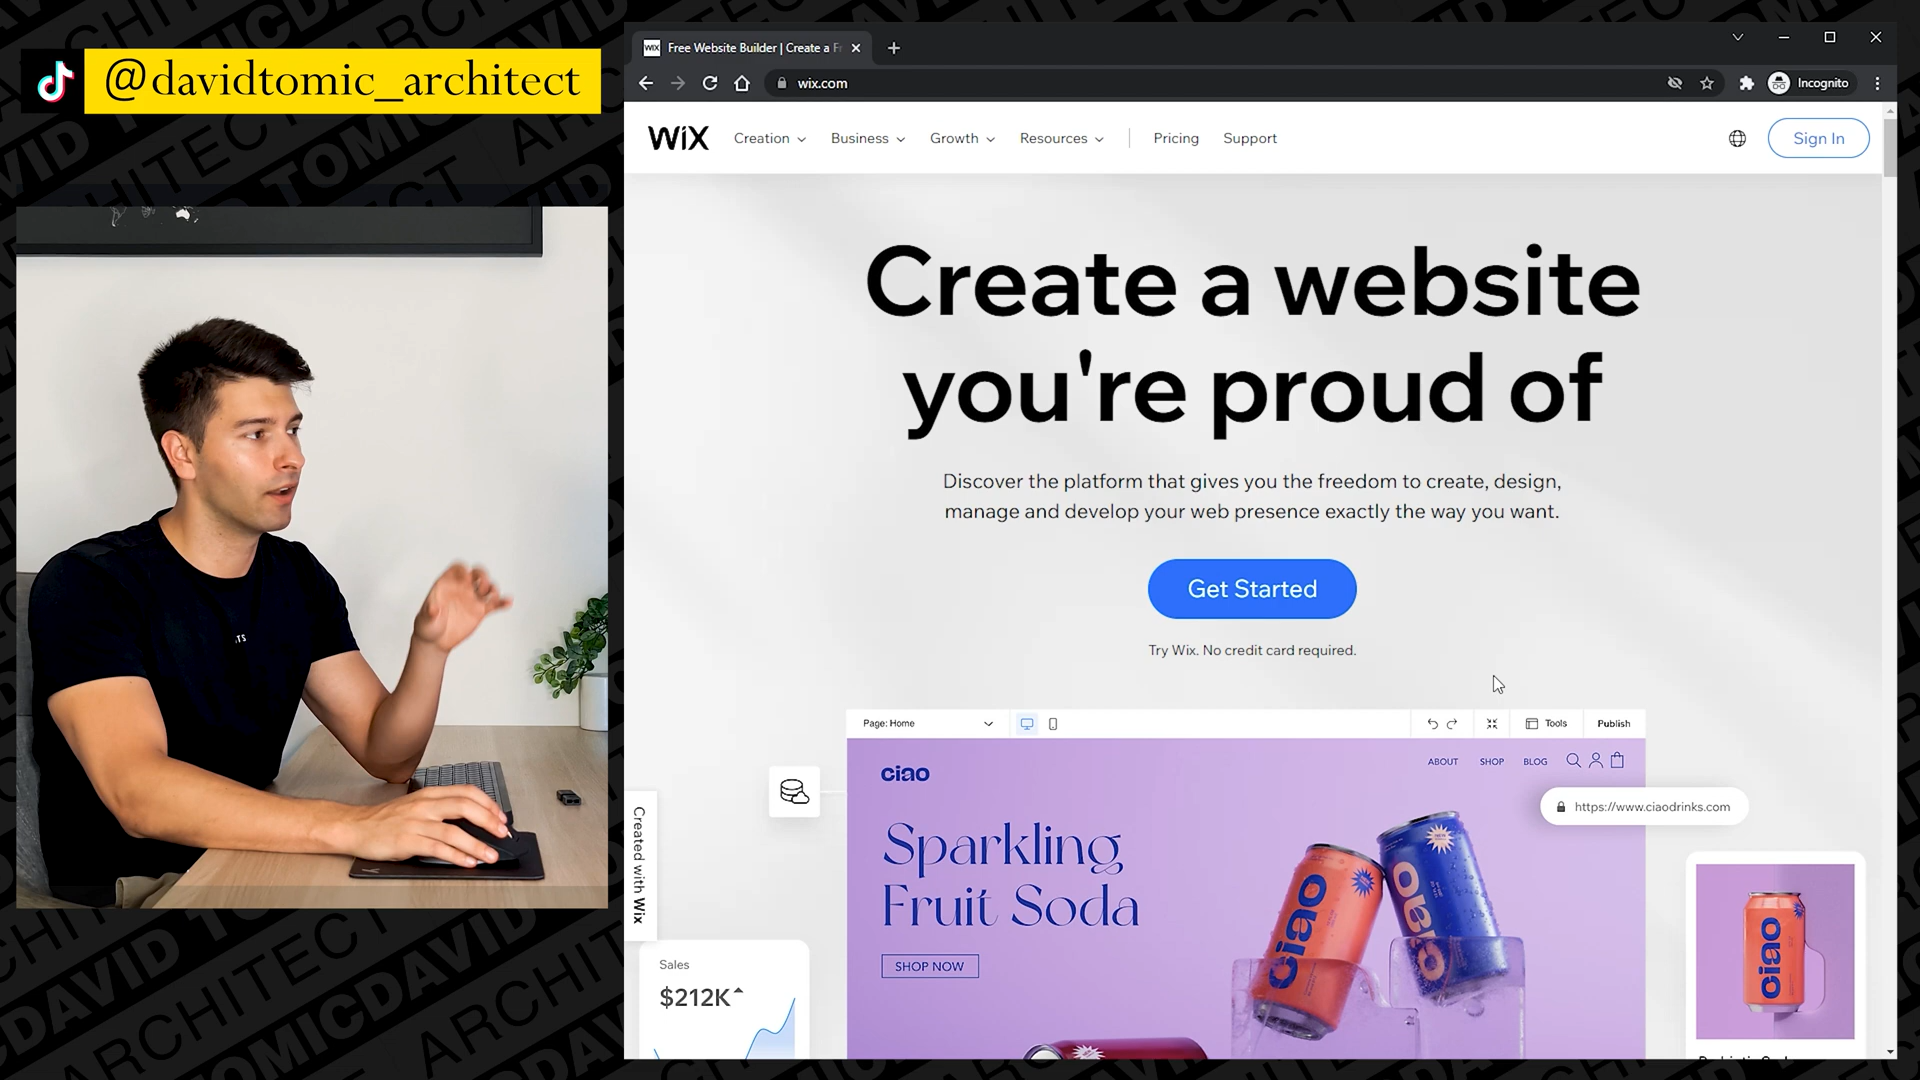 @davidtomic_architect
Free Website Builder | Create a Fr
wix.com
Incognito
WiX
Creation
Business
Growth
Resources
Pricing
Support
Sign In
Create a website
you're proud of
Discover the platform that gives you the freedom to create, design,
manage and develop your web presence exactly the way you want.
Get Started
Try Wix. No credit card required.
Page: Home
Tools
Publish
ciao
ABOUT
SHOP
BLOG
https://www.ciaodrinks.com
Sparkling
Fruit Soda
SHOP NOW
ciao
ciao
ciao
Created with Wix
Sales
$212K
DAVID TOMIC
ARCHITECT